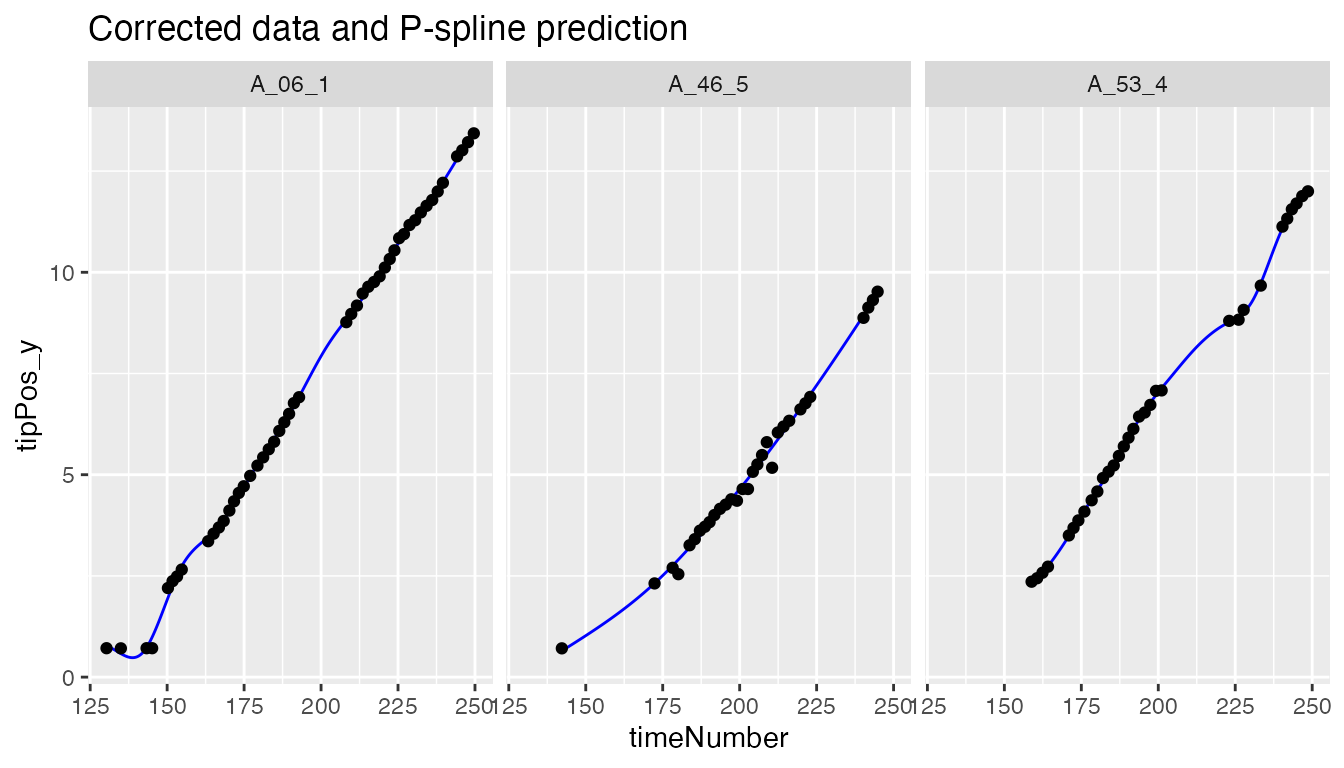 Corrected data and P-spline prediction
A_06_1 A_46_5 A_53_4
10
5
0
125 150 175 200 225 250 125 150 175 200 225 250 125 150 175 200 225 250
tipPos_y
timeNumber